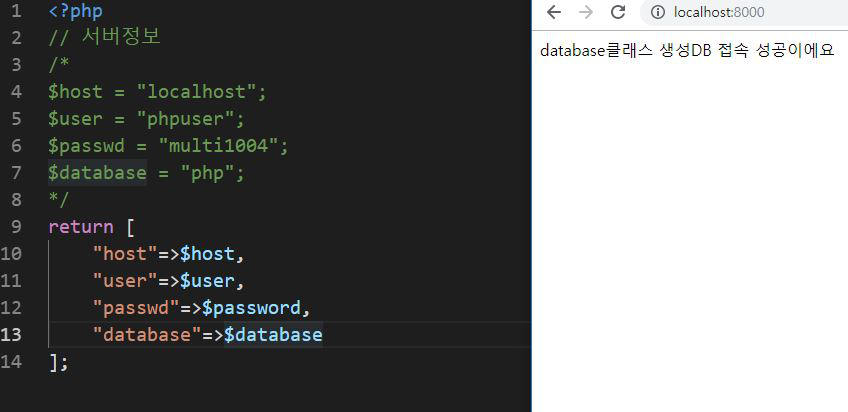 1 <?php
2 // 서버정보
3 /*
4 $host = "localhost";
5 $user = "phpuser";
6 $passwd = "multi1004";
7 $database = "php";
8 */
9 return [
10 "host"=>$host,
11 "user"=>$user,
12 "passwd"=>$password,
13 "database"=>$database
14 ];
localhost:8000
database클래스 생성DB 접속 성공이에요